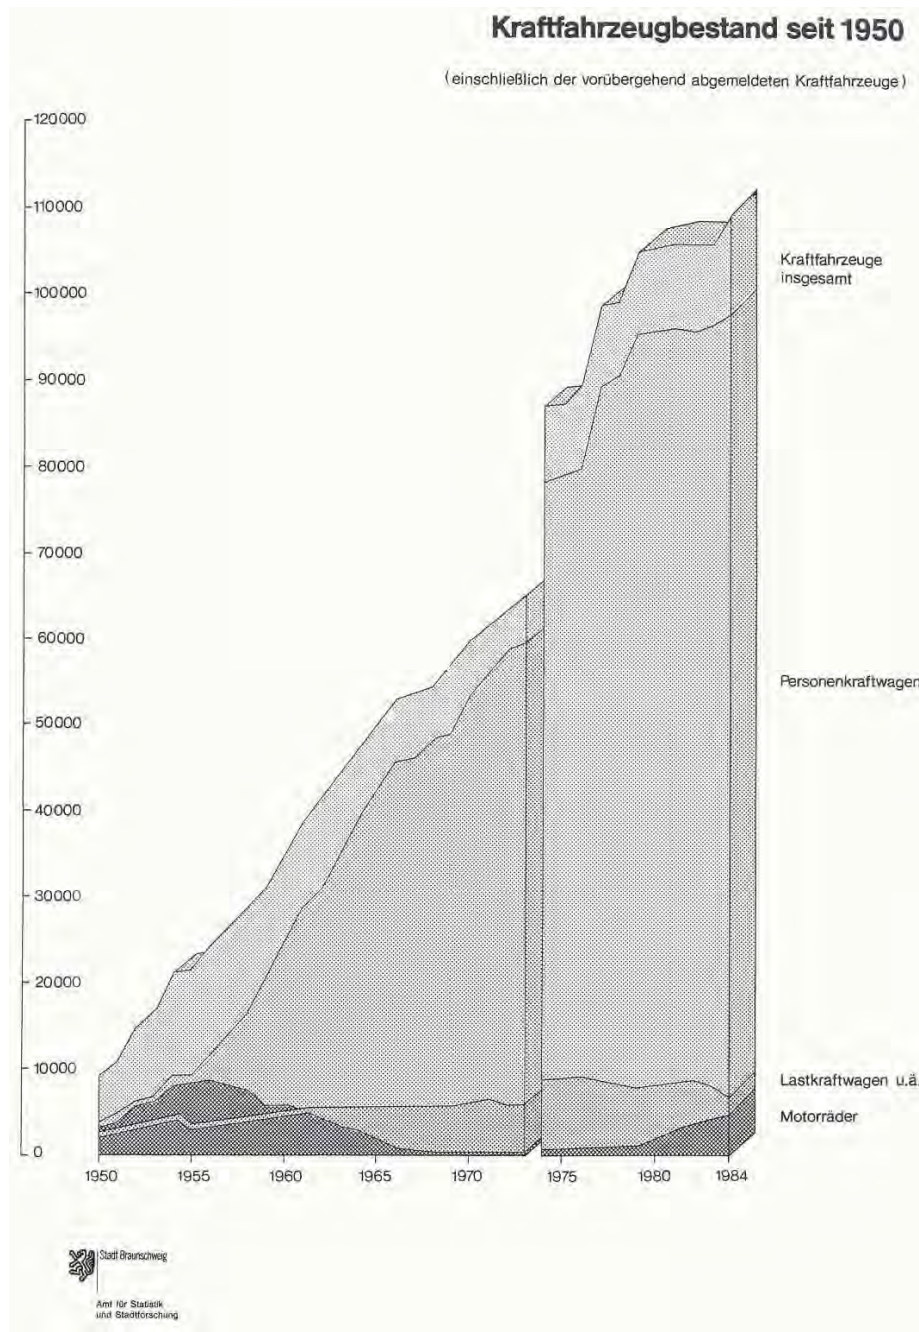 Kraftfahrzeugbestand seit 1950
(einschließlich der vorübergehend abgemeldeten Kraftfahrzeuge)
120000
110000
100000
90000
80000
70000
60000
50000
40000
30000
20000
10000
0
Kraftfahrzeuge
insgesamt
Personenkraftwagen
Lastkraftwagen u.ä.
Motorräder
1950
1955
1960
1965
1970
1975
1980
1984
Stadt Braunschweig
Amt für Statistik
und Stadtforschung